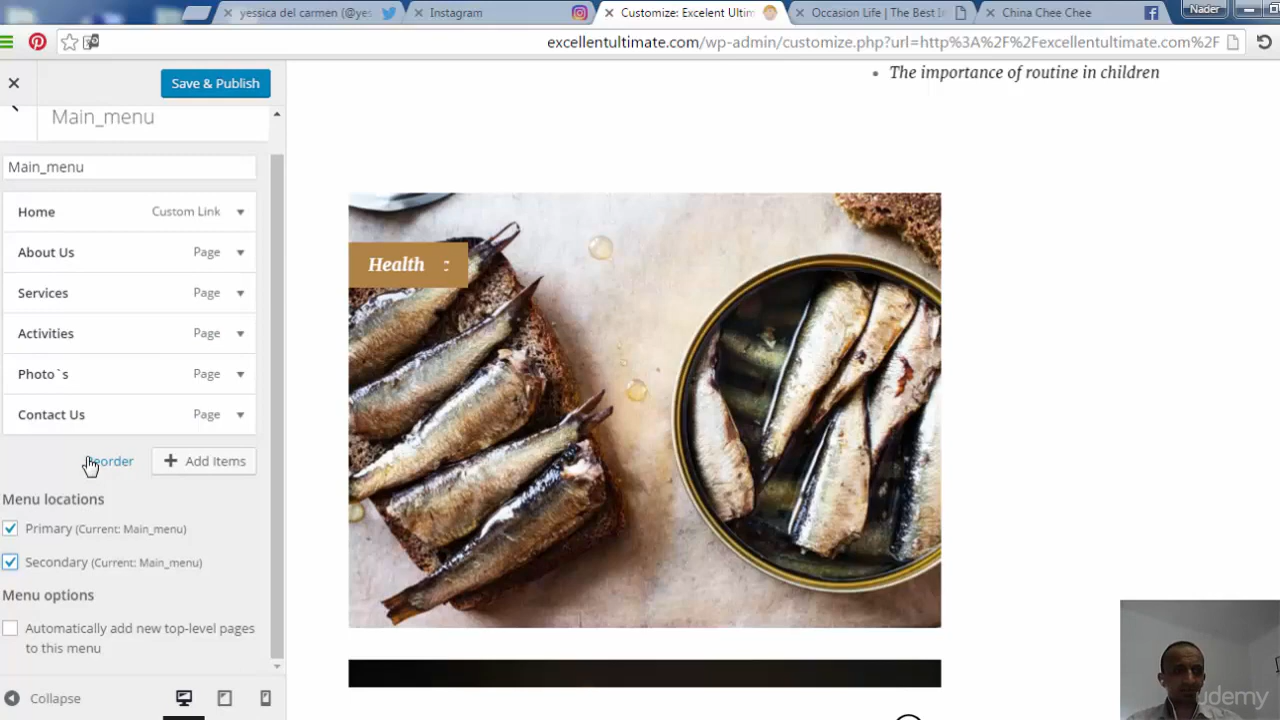 yessica del carmen (@yes
Instagram
Customize: Excelent Ultim
Occasion Life | The Best In
China Chee Chee
Nader
excellentultimate.com/wp-admin/customize.php?url=http%3A%2F%2Fexcellentultimate.com%2F
Save & Publish
The importance of routine in children
Main_menu
Main_menu
Home Custom Link
About Us Page
Services Page
Activities Page
Photo`s Page
Contact Us Page
Health
Add Items
Menu locations
Primary (Current: Main_menu)
Secondary (Current: Main_menu)
Menu options
Automatically add new top-level pages
to this menu
Collapse
udemy